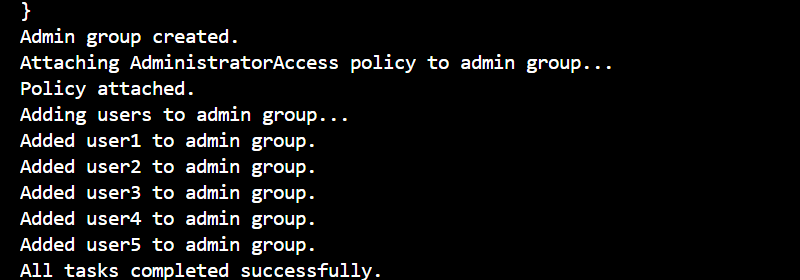 }
Admin group created.
Attaching AdministratorAccess policy to admin group...
Policy attached.
Adding users to admin group...
Added user1 to admin group.
Added user2 to admin group.
Added user3 to admin group.
Added user4 to admin group.
Added user5 to admin group.
All tasks completed successfully.